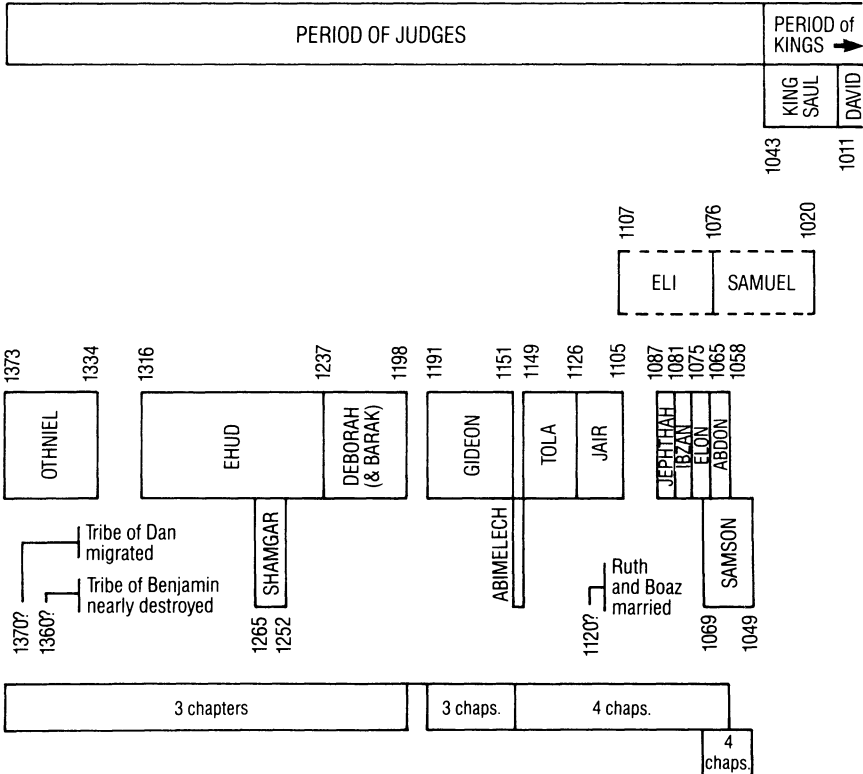 PERIOD OF JUDGES
PERIOD of
KINGS
KING
SAUL
DAVID
1043
1011
1107
1076
1020
ELI
SAMUEL
1373
1334
1316
1237
1198
1191
1151
1149
1126
1105
1087
1081
1075
1065
1058
OTHNIEL
EHUD
DEBORAH
(& BARAK)
GIDEON
TOLA
JAIR
JEPHTHAH
IBZAN
ELON
ABDON
SHAMGAR
ABIMELECH
SAMSON
Tribe of Dan
migrated
Tribe of Benjamin
nearly destroyed
Ruth
and Boaz
married
1370?
1360?
1265
1252
1120?
1069
1049
3 chapters
3 chaps.
4 chaps.
4
chaps.